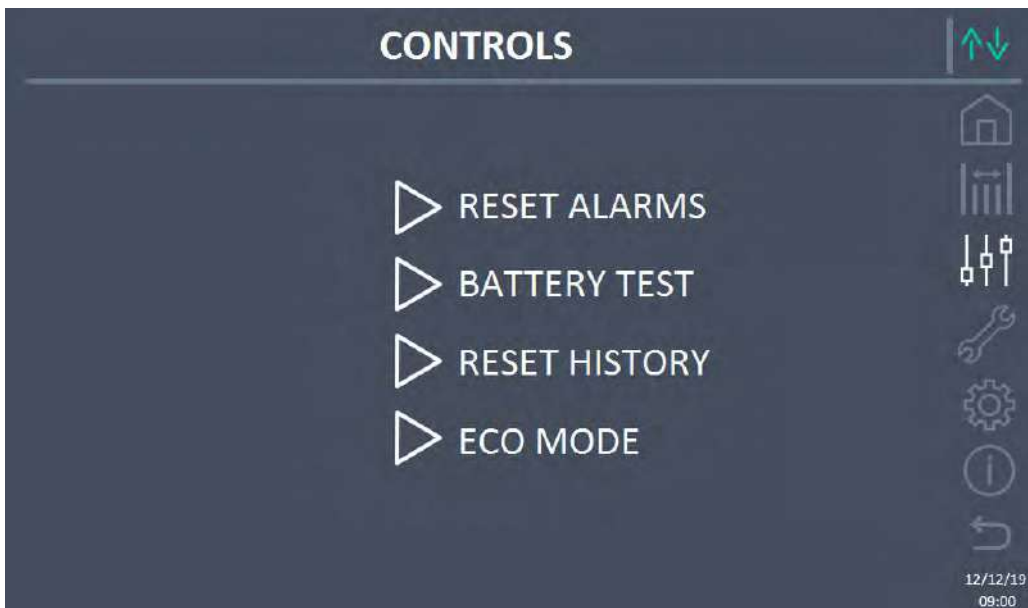 CONTROLS
RESET ALARMS
BATTERY TEST
RESET HISTORY
ECO MODE
12/12/19
09:00